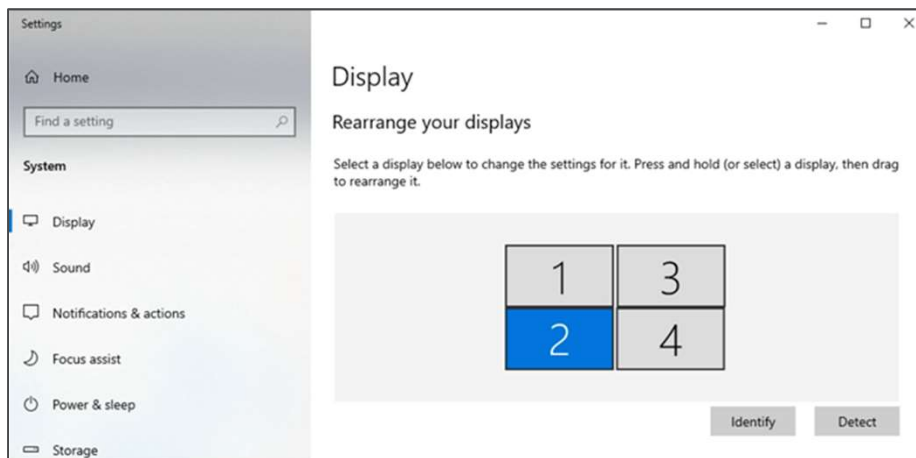 Settings
Home
Find a setting
System
Display
Sound
Notifications & actions
Focus assist
Power & sleep
Storage
Display
Rearrange your displays
Select a display below to change the settings for it. Press and hold (or select) a display, then drag
to rearrange it.
1 3
2 4
Identify Detect